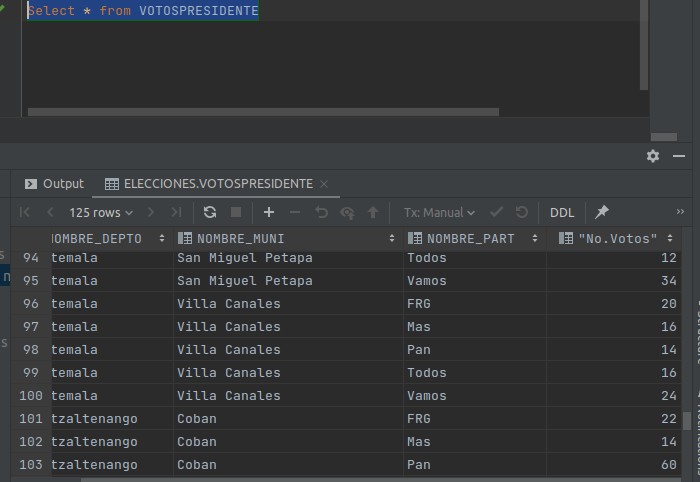 Select * from VOTOSPRESIDENTE
Output ELECCIONES.VOTOSPRESIDENTE
125 rows Tx: Manual DDL
NOMBRE_DEPTO NOMBRE_MUNI NOMBRE_PART "No.Votos"
94 temala San Miguel Petapa Todos 12
95 temala San Miguel Petapa Vamos 34
96 temala Villa Canales FRG 20
97 temala Villa Canales Mas 16
98 temala Villa Canales Pan 14
99 temala Villa Canales Todos 16
100 temala Villa Canales Vamos 24
101 tzaltenango Coban FRG 22
102 tzaltenango Coban Mas 14
103 tzaltenango Coban Pan 60